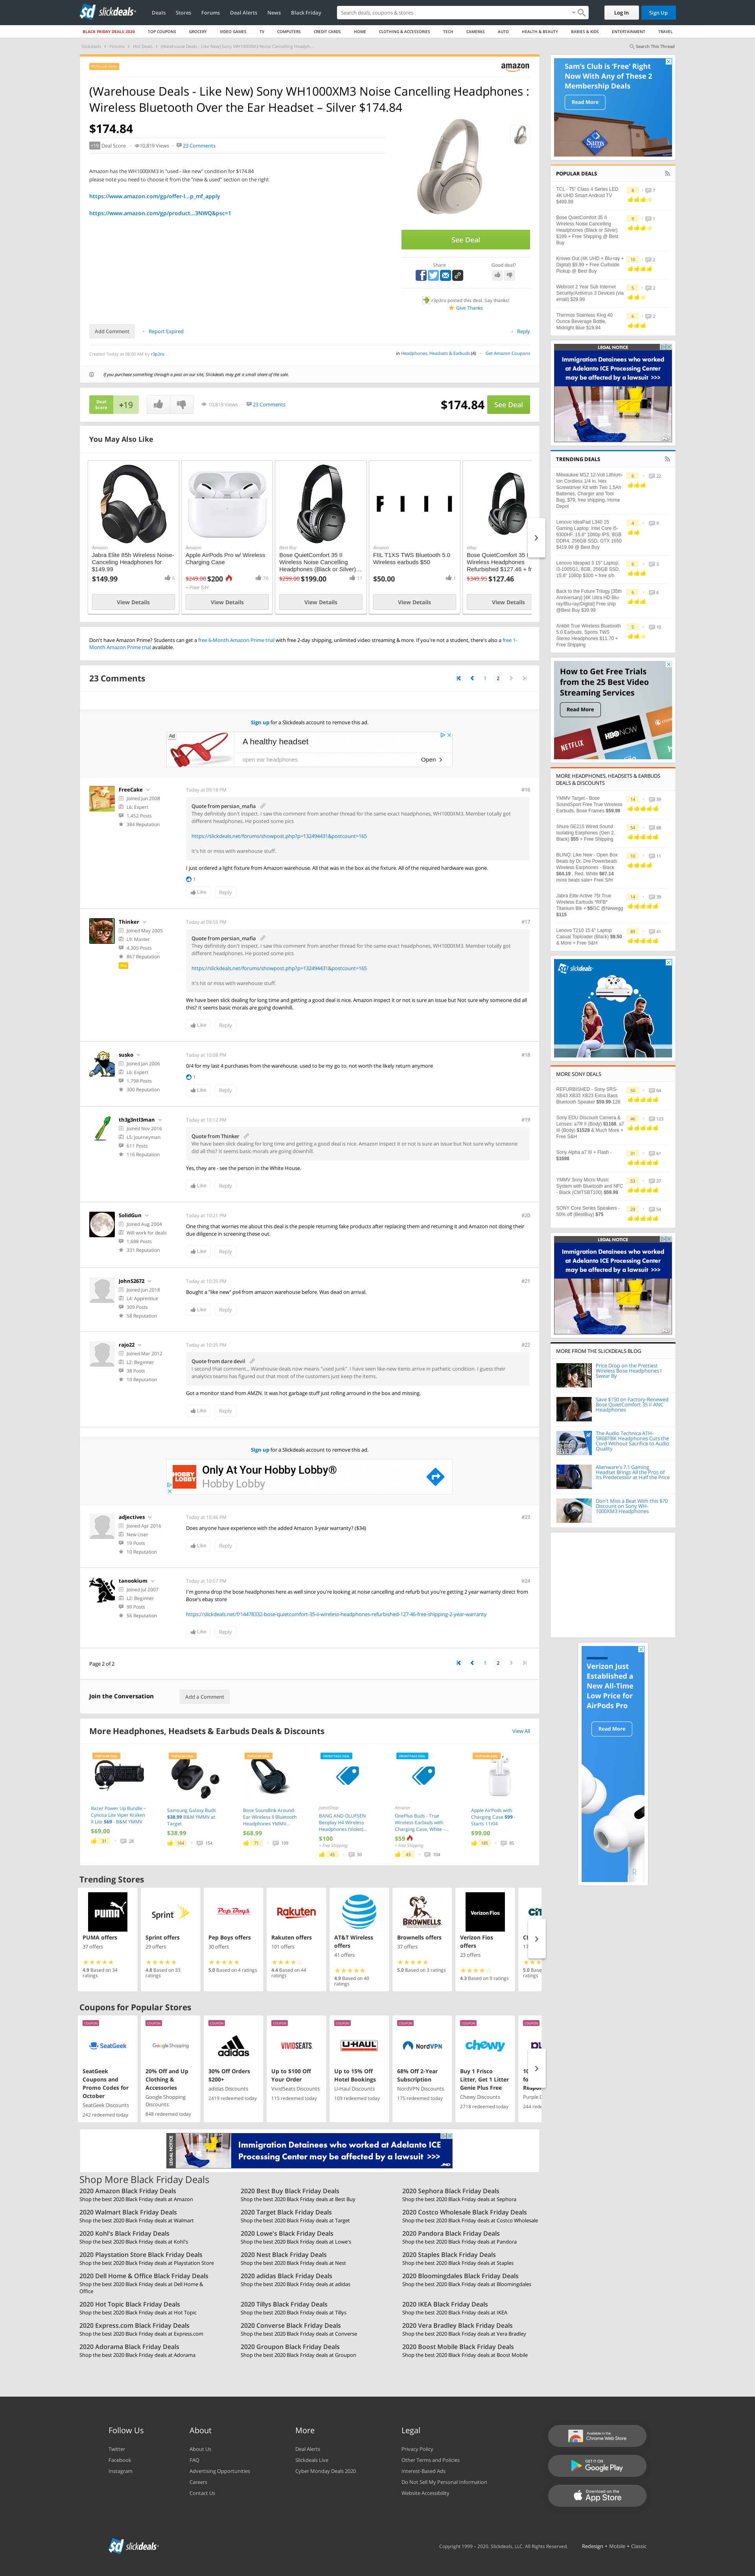 slickdeals
Deals Stores Forums Deal Alerts News Black Friday
Search deals, coupons & stores
Log In Sign Up
BLACK FRIDAY DEALS 2020 TOP COUPONS GROCERY VIDEO GAMES TV COMPUTERS CREDIT CARDS HOME CLOTHING & ACCESSORIES TECH CAMERAS AUTO HEALTH & BEAUTY BABIES & KIDS ENTERTAINMENT TRAVEL
Search This Thread
amazon
(Warehouse Deals - Like New) Sony WH1000XM3 Noise Cancelling Headphones : Wireless Bluetooth Over the Ear Headset – Silver $174.84
$174.84
Deal Score 10,819 Views 23 Comments
Amazon has the WH1000XM3 in "used - like new" condition for $174.84
please note you need to choose it from the "new & used" section on the right
https://www.amazon.com/gp/offer-l...p_mf_apply
https://www.amazon.com/gp/product...3NWQ&psc=1
See Deal
Share Good deal?
r3p3ro posted this deal. Say thanks!
Give Thanks
Add Comment Report Expired Reply
in Headphones, Headsets & Earbuds (4) Get Amazon Coupons
If you purchase something through a post on our site, Slickdeals may get a small share of the sale.
Deal Score +19 10,819 Views 23 Comments $174.84 See Deal
You May Also Like
Amazon
Jabra Elite 85h Wireless Noise-Canceling Headphones for $149.99
$149.99
View Details
Amazon
Apple AirPods Pro w/ Wireless Charging Case
$249.00 $200
View Details
Best Buy
Bose QuietComfort 35 II Wireless Noise Cancelling Headphones (Black or Silver)...
$299.00 $199.00
View Details
Amazon
FIIL T1XS TWS Bluetooth 5.0 Wireless earbuds $50
$50.00
View Details
eBay
$349.95 $127.46
View Details
Don't have Amazon Prime? Students can get a free 6-Month Amazon Prime trial with free 2-day shipping, unlimited video streaming & more. If you're not a student, there's also a free 1-Month Amazon Prime trial available.
23 Comments
1 2
Sign up for a Slickdeals account to remove this ad.
Ad
A healthy headset
open ear headphones
Open
FreeCake
Joined Jun 2008
L6: Expert
1,452 Posts
384 Reputation
Today at 09:18 PM #16
Quote from persian_mafia
They definitely don't inspect. I saw this comment from another thread for the same exact headphones, WH1000XM3. Member totally got different headphones. He posted some pics
https://slickdeals.net/forums/showpost.php?p=132494431&postcount=165
It's hit or miss with warehouse stuff.
I just ordered a light fixture from Amazon warehouse. All that was in the box as the fixture. All of the required hardware was gone.
1
Like Reply
Thinker
Joined May 2005
L9: Master
4,305 Posts
867 Reputation
Pro
Today at 09:55 PM #17
Quote from persian_mafia
They definitely don't inspect. I saw this comment from another thread for the same exact headphones, WH1000XM3. Member totally got different headphones. He posted some pics
https://slickdeals.net/forums/showpost.php?p=132494431&postcount=165
It's hit or miss with warehouse stuff.
We have been slick dealing for long time and getting a good deal is nice. Amazon inspect it or not is sure an issue but Not sure why someone did all this? It seems basic morals are going downhill.
Like Reply
susko
Joined Jan 2006
L6: Expert
1,798 Posts
300 Reputation
Today at 10:08 PM #18
0/4 for my last 4 purchases from the warehouse. used to be my go to, not worth the likely return anymore
1
Like Reply
th3g3ntl3man
Joined Nov 2016
L5: Journeyman
611 Posts
116 Reputation
Today at 10:12 PM #19
Quote from Thinker
We have been slick dealing for long time and getting a good deal is nice. Amazon inspect it or not is sure an issue but Not sure why someone did all this? It seems basic morals are going downhill.
Yes, they are - see the person in the White House.
Like Reply
SolidGun
Joined Aug 2004
Will work for deals
1,688 Posts
331 Reputation
Today at 10:21 PM #20
One thing that worries me about this deal is the people returning fake products after replacing them and returning it and Amazon not doing their due diligence in screening these out.
Like Reply
JohnS2672
Joined Jun 2018
L4: Apprentice
309 Posts
58 Reputation
Today at 10:35 PM #21
Bought a "like new" ps4 from amazon warehouse before. Was dead on arrival.
Like Reply
rajo22
Joined Mar 2012
L2: Beginner
38 Posts
10 Reputation
Today at 10:35 PM #22
Quote from dare devil
I second that comment... Warehouse deals now means "used junk". I have seen like-new items arrive in pathetic condition. I guess their analytics team has figured out that most of their customers just keep the items.
Got a monitor stand from AMZN. It was hot garbage stuff just rolling arround in the box and missing.
Like Reply
Sign up for a Slickdeals account to remove this ad.
HOBBY LOBBY
Only At Your Hobby Lobby®
Hobby Lobby
adjectives
Joined Apr 2016
New User
19 Posts
10 Reputation
Today at 10:46 PM #23
Does anyone have experience with the added Amazon 3-year warranty? ($34)
Like Reply
tanookium
Joined Jul 2007
L2: Beginner
99 Posts
56 Reputation
Today at 10:57 PM #24
I'm gonna drop the bose headphones here as well since you're looking at noise cancelling and refurb but you're getting 2 year warranty direct from Bose's ebay store
https://slickdeals.net/f/14478332-bose-quietcomfort-35-ii-wireless-headphones-refurbished-127-46-free-shipping-2-year-warranty
Like Reply
Page 2 of 2 1 2
Join the Conversation Add a Comment
More Headphones, Headsets & Earbuds Deals & Discounts View All
Razer Power Up Bundle - Cynosa Lite Viper Kraken X Lite $69 - B&M YMMV
$69.00
Samsung Galaxy Buds $38.99 B&M YMMV at Target
$38.99
Bose Soundlink Around-Ear Wireless II Bluetooth Headphones YMMV...
$68.99
BANG AND OLUFSEN Beoplay H4 Wireless Headphones (Violet)...
$100
+ Free Shipping
Amazon
OnePlus Buds - True Wireless Earbuds with Charging Case, White -...
$59
+ Free Shipping
Apple AirPods with Charging Case $99 - Starts 11/04
$99.00
Trending Stores
PUMA offers
37 offers
4.9 Based on 34 ratings
Sprint offers
29 offers
4.8 Based on 33 ratings
Pep Boys offers
30 offers
5.0 Based on 4 ratings
Rakuten offers
101 offers
4.4 Based on 44 ratings
AT&T Wireless offers
41 offers
4.9 Based on 40 ratings
Brownells offers
37 offers
5.0 Based on 3 ratings
Verizon Fios offers
23 offers
4.3 Based on 9 ratings
Coupons for Popular Stores
SeatGeek Coupons and Promo Codes for October
SeatGeek Discounts
242 redeemed today
20% Off and Up Clothing & Accessories
Google Shopping Discounts
848 redeemed today
30% Off Orders $200+
adidas Discounts
2419 redeemed today
Up to $100 Off Your Order
VividSeats Discounts
115 redeemed today
Up to 15% Off Hotel Bookings
U-Haul Discounts
109 redeemed today
68% Off 2-Year Subscription
NordVPN Discounts
175 redeemed today
Buy 1 Frisco Litter, Get 1 Litter Genie Plus Free
Chewy Discounts
2718 redeemed today
LEGAL NOTICE
Immigration Detainees who worked at Adelanto ICE Processing Center may be affected by a lawsuit >>>
Shop More Black Friday Deals
2020 Amazon Black Friday Deals
Shop the best 2020 Black Friday deals at Amazon
2020 Best Buy Black Friday Deals
Shop the best 2020 Black Friday deals at Best Buy
2020 Sephora Black Friday Deals
Shop the best 2020 Black Friday deals at Sephora
2020 Walmart Black Friday Deals
Shop the best 2020 Black Friday deals at Walmart
2020 Target Black Friday Deals
Shop the best 2020 Black Friday deals at Target
2020 Costco Wholesale Black Friday Deals
Shop the best 2020 Black Friday deals at Costco Wholesale
2020 Kohl's Black Friday Deals
Shop the best 2020 Black Friday deals at Kohl's
2020 Lowe's Black Friday Deals
Shop the best 2020 Black Friday deals at Lowe's
2020 Pandora Black Friday Deals
Shop the best 2020 Black Friday deals at Pandora
2020 Playstation Store Black Friday Deals
Shop the best 2020 Black Friday deals at Playstation Store
2020 Nest Black Friday Deals
Shop the best 2020 Black Friday deals at Nest
2020 Staples Black Friday Deals
Shop the best 2020 Black Friday deals at Staples
2020 Dell Home & Office Black Friday Deals
Shop the best 2020 Black Friday deals at Dell Home & Office
2020 adidas Black Friday Deals
Shop the best 2020 Black Friday deals at adidas
2020 Bloomingdales Black Friday Deals
Shop the best 2020 Black Friday deals at Bloomingdales
2020 Hot Topic Black Friday Deals
Shop the best 2020 Black Friday deals at Hot Topic
2020 Tillys Black Friday Deals
Shop the best 2020 Black Friday deals at Tillys
2020 IKEA Black Friday Deals
Shop the best 2020 Black Friday deals at IKEA
2020 Express.com Black Friday Deals
Shop the best 2020 Black Friday deals at Express.com
2020 Converse Black Friday Deals
Shop the best 2020 Black Friday deals at Converse
2020 Vera Bradley Black Friday Deals
Shop the best 2020 Black Friday deals at Vera Bradley
2020 Adorama Black Friday Deals
Shop the best 2020 Black Friday deals at Adorama
2020 Groupon Black Friday Deals
Shop the best 2020 Black Friday deals at Groupon
2020 Boost Mobile Black Friday Deals
Shop the best 2020 Black Friday deals at Boost Mobile
Sam's Club is 'Free' Right Now With Any of These 2 Membership Deals
Read More
POPULAR DEALS
TCL - 75" Class 4 Series LED 4K UHD Smart Android TV $499.99
Bose QuietComfort 35 II Wireless Noise Cancelling Headphones (Black or Silver) $199 + Free Shipping @ Best Buy
Knives Out (4K UHD + Blu-ray + Digital) $9.99 + Free Curbside Pickup @ Best Buy
Webroot 2 Year Sub Internet Security/Antivirus 3 Devices (via email) $29.99
Thermos Stainless King 40 Ounce Beverage Bottle, Midnight Blue $19.84
LEGAL NOTICE
Immigration Detainees who worked at Adelanto ICE Processing Center may be affected by a lawsuit >>>
TRENDING DEALS
Milwaukee M12 12-Volt Lithium-Ion Cordless 1/4 in. Hex Screwdriver Kit with Two 1.5Ah Batteries, Charger and Tool Bag, $79, free shipping, Home Depot
Lenovo IdeaPad L340 15 Gaming Laptop: Intel Core i5-9300HF, 15.6" 1080p IPS, 8GB DDR4, 256GB SSD, GTX 1650 $419.99 @ Best Buy
Lenovo Ideapad 3 15" Laptop: i3-1005G1, 8GB, 256GB SSD, 15.6" 1080p $300 + free s/h
Back to the Future Trilogy [35th Anniversary] [4K Ultra HD Blu-ray/Blu-ray/Digital] Free ship @Best Buy $39.99
Ankbit True Wireless Bluetooth 5.0 Earbuds, Sports TWS Stereo Headphones $11.70 + Free Shipping
How to Get Free Trials from the 25 Best Video Streaming Services
Read More
MORE HEADPHONES, HEADSETS & EARBUDS DEALS & DISCOUNTS
YMMV Target - Bose SoundSport Free True Wireless Earbuds, Bose Frames $59.99
Shure SE215 Wired Sound Isolating Earphones (Gen 2, Black) $55 + Free Shipping
Jabra Elite Active 75t True Wireless Earbuds *RFB* Titanium Blk + $5GC @Newegg $115
Lenovo T210 15.6" Laptop Casual Toploader (Black) $9.50 & More + Free S&H
slickdeals
MORE SONY DEALS
REFURBISHED - Sony SRS-XB43 XB33 XB23 Extra Bass Bluetooth Speaker $59.99-128
Sony EDU Discount Camera & Lenses: a7R II (Body) $1168, a7 III (Body) $1528 & Much More + Free S&H
Sony Alpha a7 III + Flash - $1698
YMMV Sony Micro Music System with Bluetooth and NFC - Black (CMTSBT100) $59.99
SONY Core Series Speakers - 50% off (BestBuy) $75
LEGAL NOTICE
Immigration Detainees who worked at Adelanto ICE Processing Center may be affected by a lawsuit >>>
MORE FROM THE SLICKDEALS BLOG
Price Drop on the Prettiest Wireless Bose Headphones I Swear By
Save $150 on Factory-Renewed Bose QuietComfort 35 II ANC Headphones
The Audio Technica ATH-SR6BTBK Headphones Cuts the Cord Without Sacrifice to Audio Quality
Alienware's 7.1 Gaming Headset Brings All the Pros of Its Predecessor at Half the Price
Don't Miss a Beat With this $70 Discount on Sony WH-1000XM3 Headphones
Verizon Just Established a New All-Time Low Price for AirPods Pro
Read More
Follow Us
Twitter
Facebook
Instagram
About
About Us
FAQ
Advertising Opportunities
Careers
Contact Us
More
Deal Alerts
Slickdeals Live
Cyber Monday Deals 2020
Legal
Privacy Policy
Other Terms and Policies
Interest-Based Ads
Do Not Sell My Personal Information
Website Accessibility
Available in the Chrome Web Store
GET IT ON Google Play
Download on the App Store
slickdeals
Copyright 1999 – 2020. Slickdeals, LLC. All Rights Reserved. Redesign • Mobile • Classic